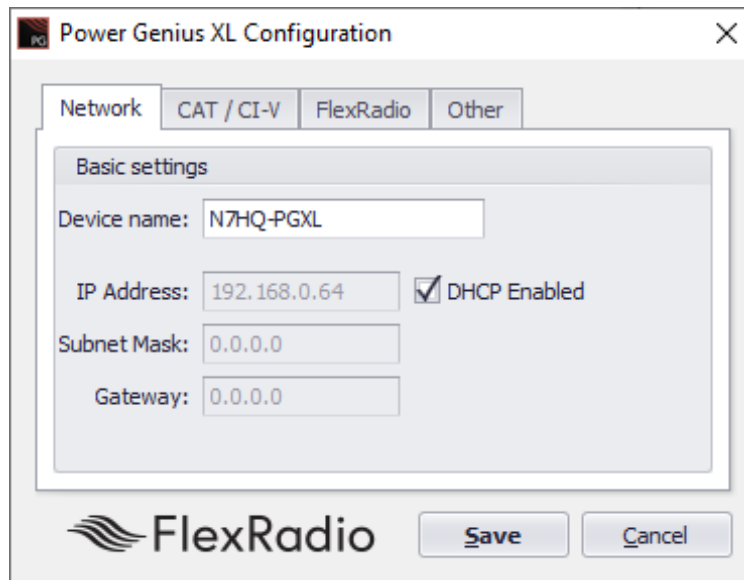 PG Power Genius XL Configuration
Network CAT / CI-V FlexRadio Other
Basic settings
Device name: N7HQ-PGXL
IP Address: 192.168.0.64 DHCP Enabled
Subnet Mask: 0.0.0.0
Gateway: 0.0.0.0
FlexRadio Save Cancel